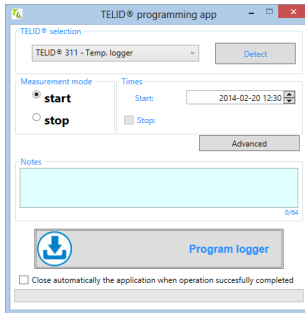 TELID® programming app
TELID® selection
TELID® 311 - Temp. logger
Detect
Measurement mode
start
stop
Times
Start:
2014-02-20 12:30
Stop:
Advanced
Notes
0/64
Program logger
Close automatically the application when operation succesfully completed